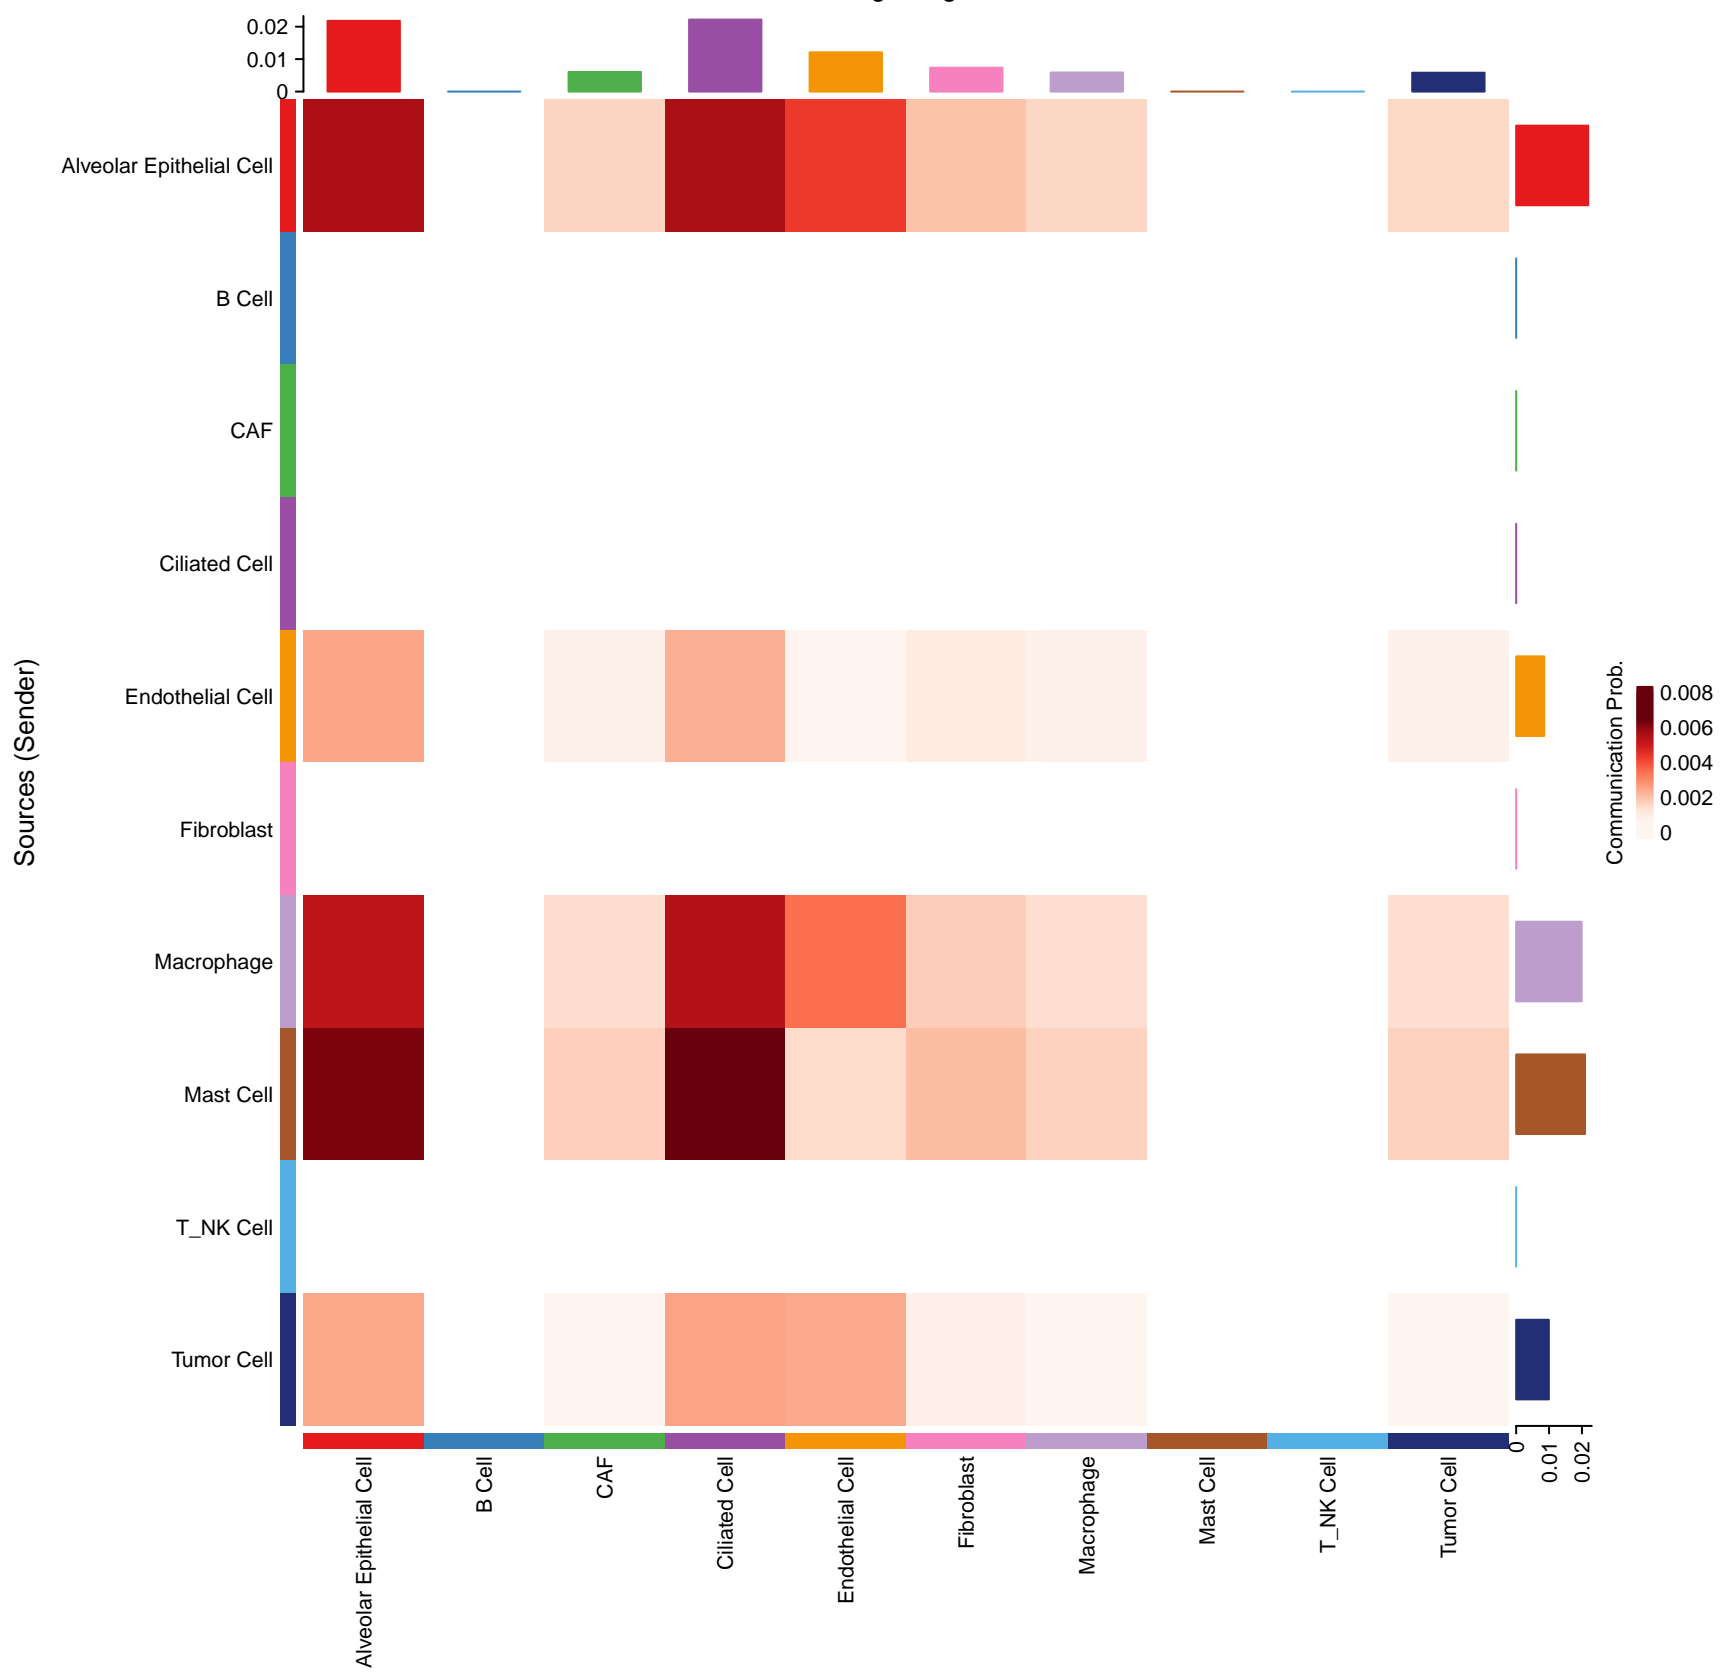 0.02
0.01
0
Alveolar Epithelial Cell
B Cell
CAF
Ciliated Cell
Endothelial Cell
Fibroblast
Macrophage
Mast Cell
T_NK Cell
Tumor Cell
Sources (Sender)
Communication Prob.
0.008
0.006
0.004
0.002
0
0
0.01
0.02
Alveolar Epithelial Cell
B Cell
CAF
Ciliated Cell
Endothelial Cell
Fibroblast
Macrophage
Mast Cell
T_NK Cell
Tumor Cell